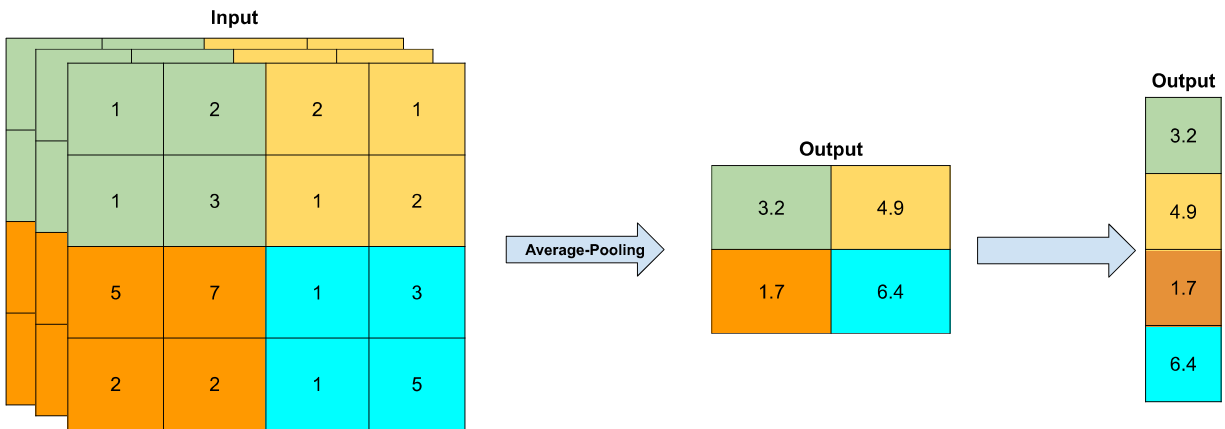 Input
1 2 2 1
1 3 1 2
5 7 1 3
2 2 1 5
Average-Pooling
Output
3.2 4.9
1.7 6.4
Output
3.2
4.9
1.7
6.4